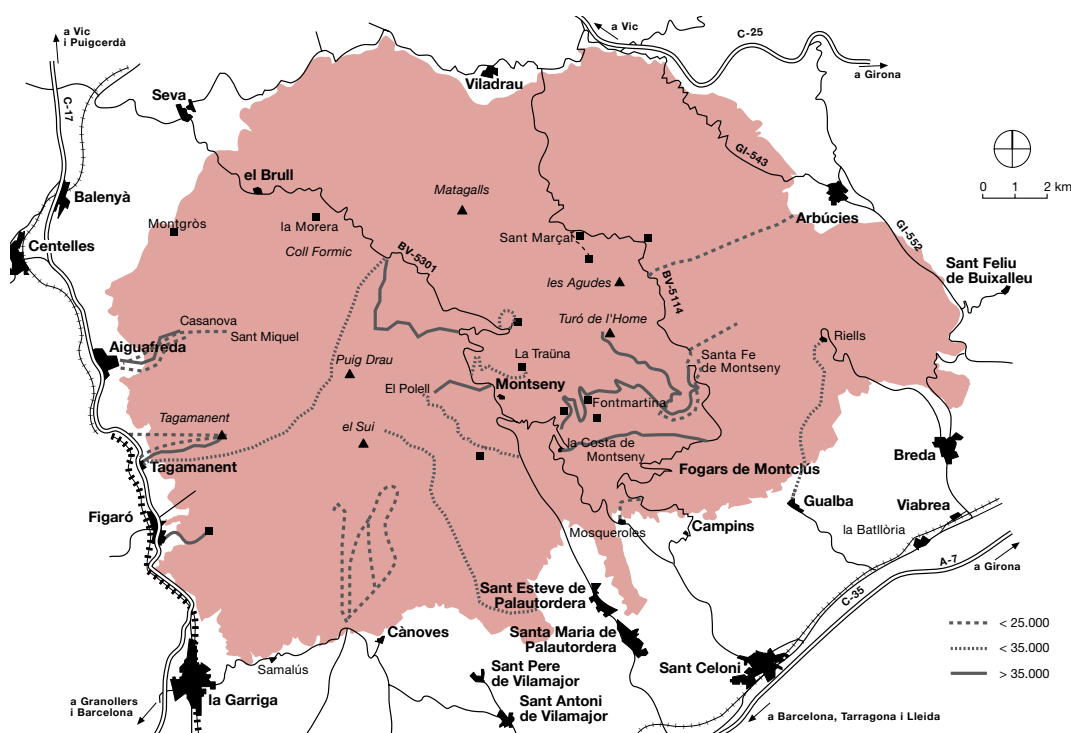 a Vic
i Puigcerdà
a Vic
C-25
a Girona
Viladrau
Seva
C-17
GI-543
el Brull
Matagalls
Balenyà
0 1 2 km
Arbúcies
la Morera
Montgròs
Sant Marçal
Centelles
Coll Formic
BV-5301
GI-552
Sant Feliu
de Buixalleu
les Agudes
BV-5114
Casanova
Turó de l'Home
Sant Miquel
Riells
Aiguafreda
La Traüna
Santa Fe
de Montseny
Puig Drau
El Polell
Montseny
Fontmartina
Tagamanent
el Sui
la Costa de
Montseny
Breda
Tagamanent
Fogars de Montclús
Gualba
Viabrea
Figaró
Mosqueroles
Campins
la Batllòria
A-7
a Girona
Sant Esteve de
Palautordera
C-35
< 25.000
Cànoves
Santa Maria de
Palautordera
< 35.000
Samalús
Sant Pere
de Vilamajor
Sant Celoni
> 35.000
la Garriga
a Granollers
i Barcelona
Sant Antoni
de Vilamajor
a Barcelona, Tarragona i Lleida